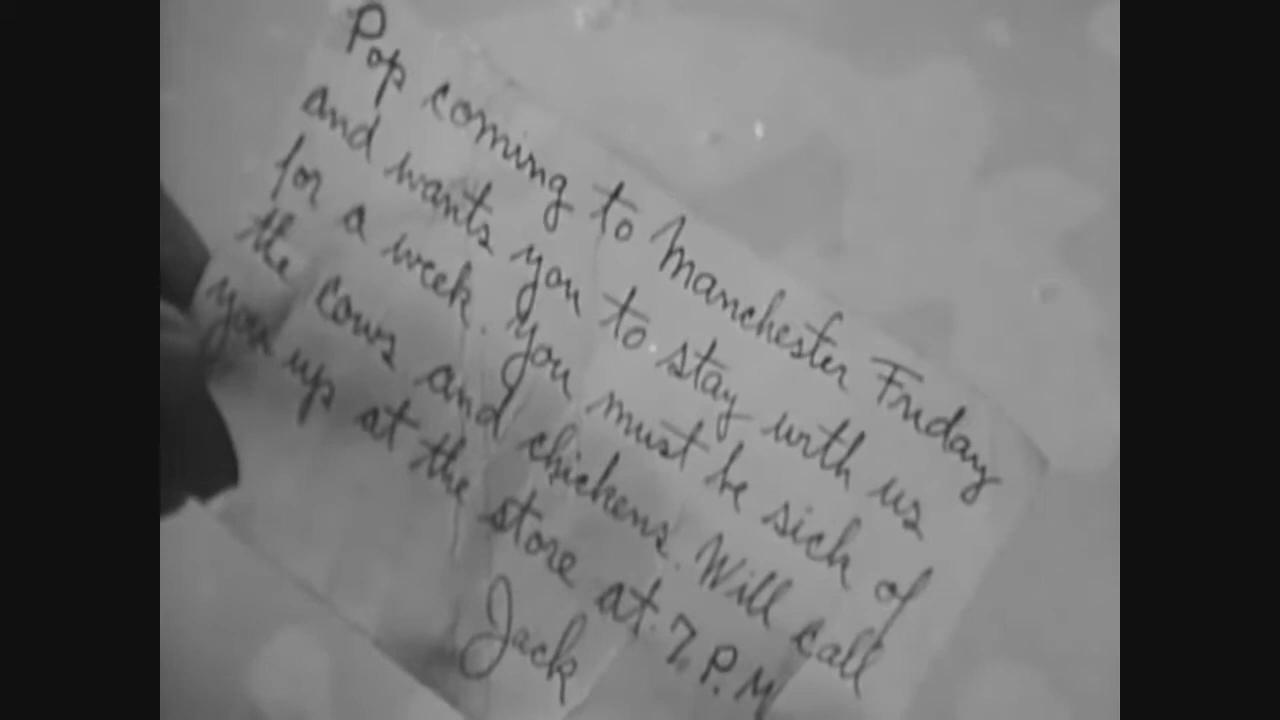 Pop coming to Manchester Friday
and wants you to stay with us
for a week. You must be sick of
the cows and chickens. Will call
you up at the store at 7. P. M
Jack